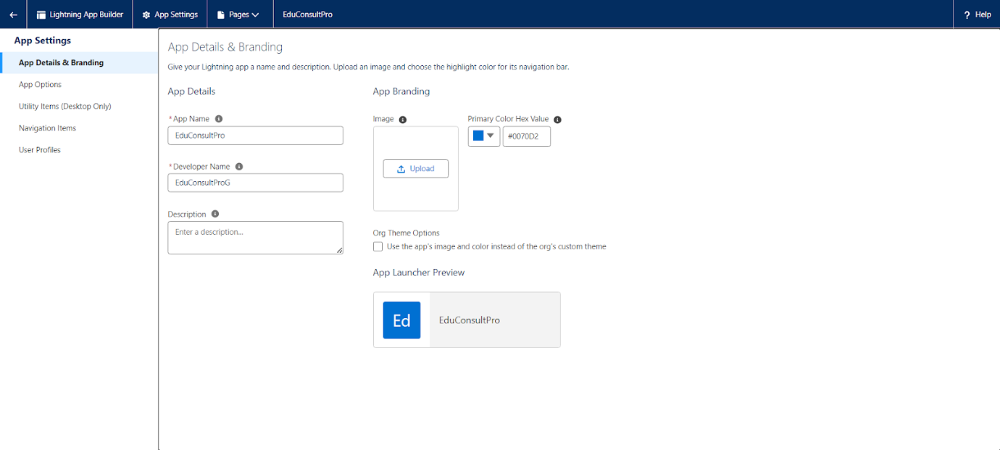 Lightning App Builder
App Settings
Pages
EduConsultPro
? Help
App Settings
App Details & Branding
App Options
Utility Items (Desktop Only)
Navigation Items
User Profiles
App Details & Branding
Give your Lightning app a name and description. Upload an image and choose the highlight color for its navigation bar.
App Details
*App Name
EduConsultPro
*Developer Name
EduConsultProG
Description
Enter a description...
App Branding
Image
Upload
Primary Color Hex Value
#0070D2
Org Theme Options
Use the app's image and color instead of the org's custom theme
App Launcher Preview
Ed
EduConsultPro